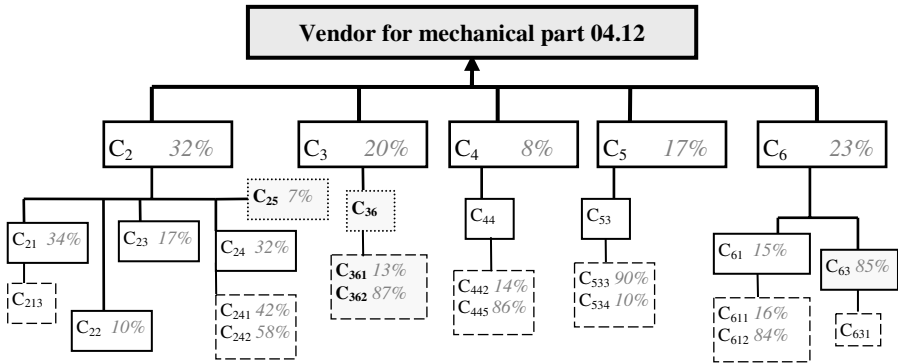 Vendor for mechanical part 04.12
C2 32%
C3 20%
C4 8%
C5 17%
C6 23%
C25 7%
C36
C44
C53
C21 34%
C23 17%
C24 32%
C61 15%
C63 85%
C213
C22 10%
C241 42%
C242 58%
C361 13%
C362 87%
C442 14%
C445 86%
C533 90%
C534 10%
C611 16%
C612 84%
C631